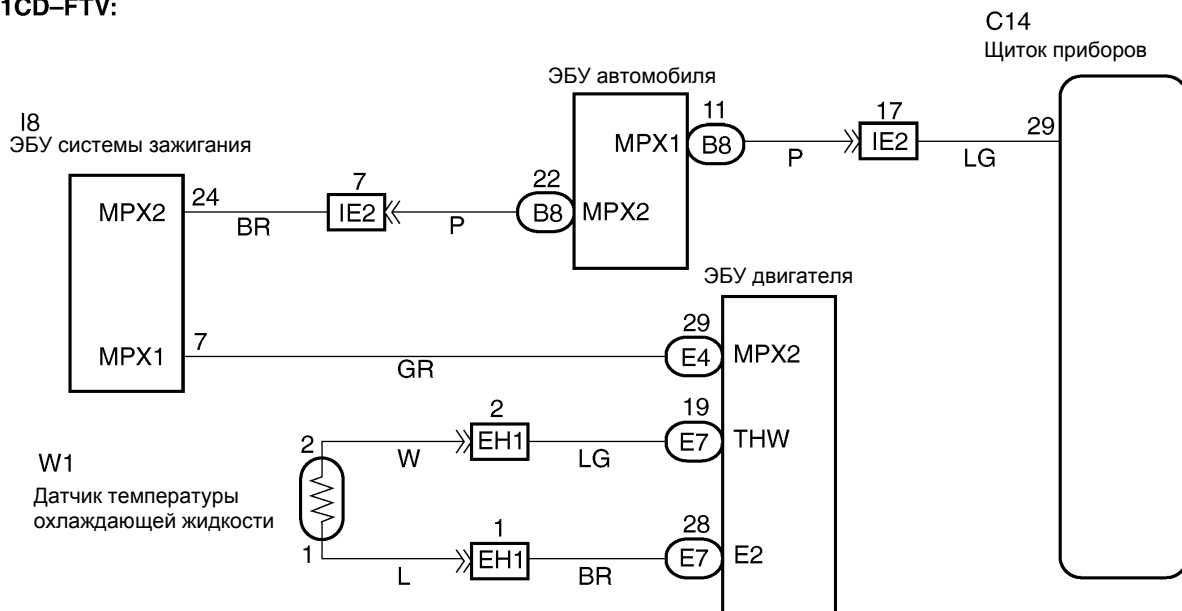 1CD–FTV:
C14
Щиток приборов
ЭБУ автомобиля
I8
ЭБУ системы зажигания
MPX1
11
B8
P
17
IE2
LG
29
MPX2
24
BR
7
IE2
P
22
B8
MPX2
ЭБУ двигателя
MPX1
7
GR
29
E4
MPX2
W1
Датчик температуры
охлаждающей жидкости
2
W
2
EH1
LG
19
E7
THW
1
L
1
EH1
BR
28
E7
E2